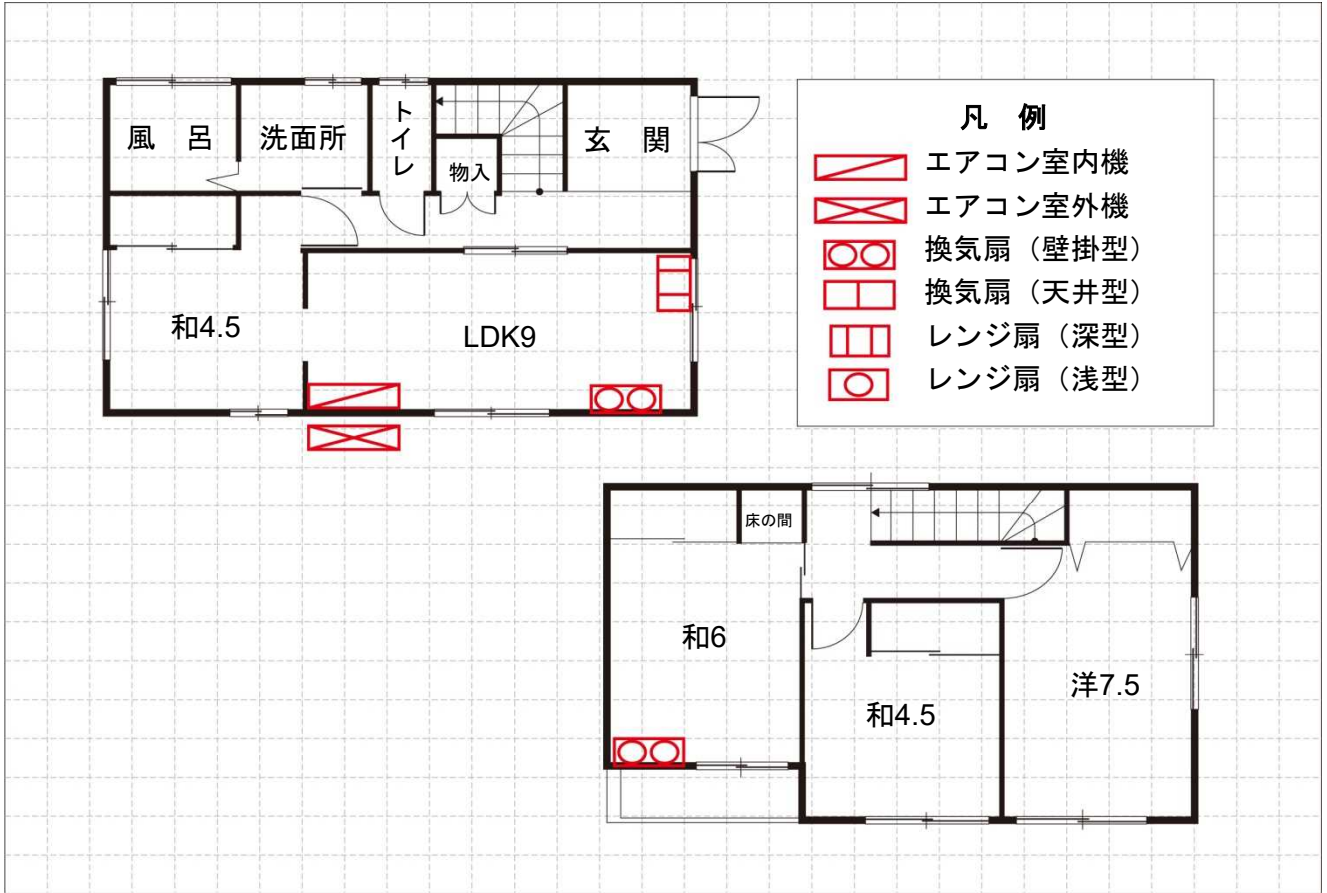 風 呂
洗面所
トイレ
物入
玄 関
和4.5
LDK9
凡 例
エアコン室内機
エアコン室外機
換気扇（壁掛型）
換気扇（天井型）
レンジ扇（深型）
レンジ扇（浅型）
床の間
和6
和4.5
洋7.5